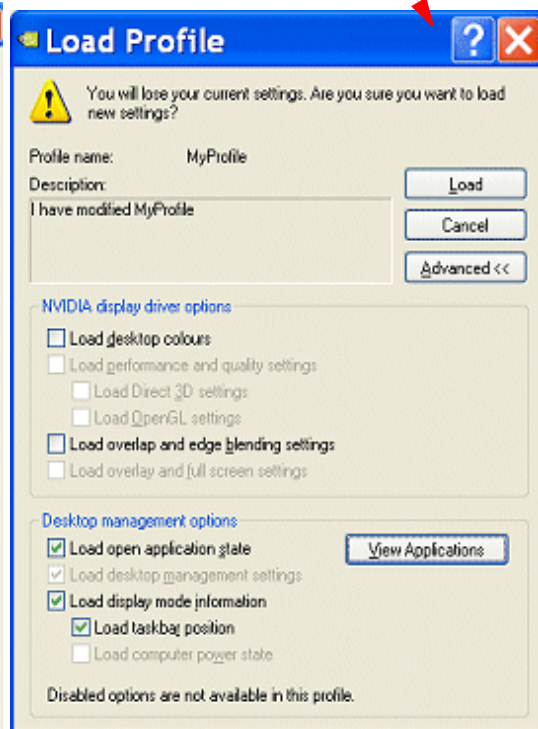 Load Profile
You will lose your current settings. Are you sure you want to load
new settings?
Profile name: MyProfile
Description:
Load
I have modified MyProfile
Cancel
Advanced <<
NVIDIA display driver options
Load desktop colours
Load performance and quality settings
Load Direct 3D settings
Load OpenGL settings
Load overlap and edge blending settings
Load overlay and full screen settings
Desktop management options
Load open application state
View Applications
Load desktop management settings
Load display mode information
Load taskbar position
Load computer power state
Disabled options are not available in this profile.